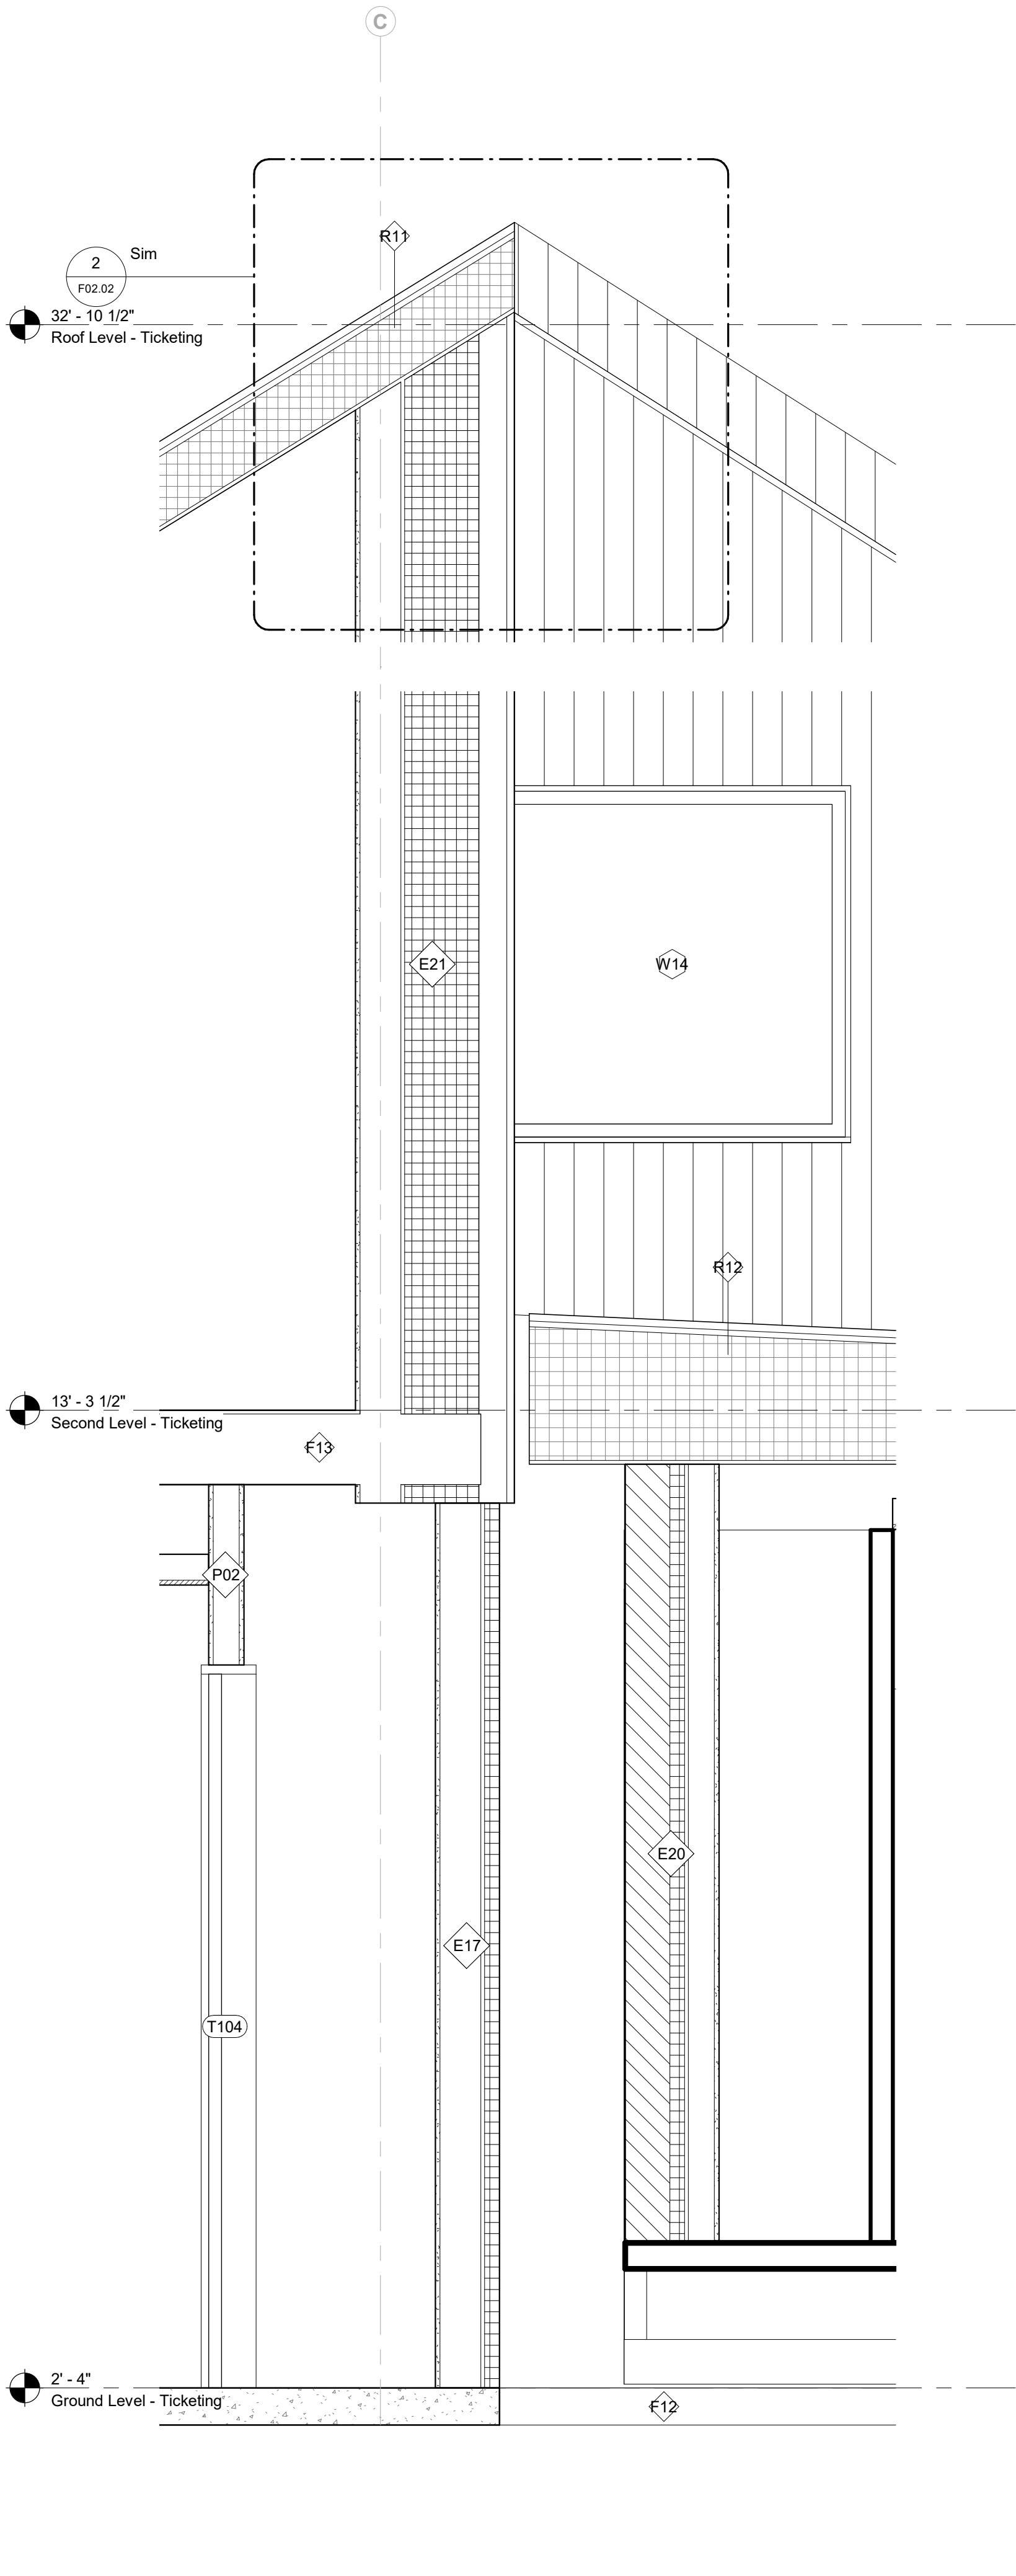 C
R11
2
Sim
F02.02
32' - 10 1/2"
Roof Level - Ticketing
E21
W14
R12
13' - 3 1/2"
Second Level - Ticketing
F13
P02
E20
E17
T104
2' - 4"
Ground Level - Ticketing
F12